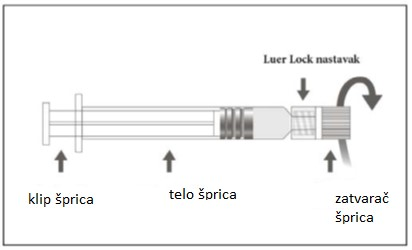 Luer Lock nastavak
klip šprica
telo šprica
zatvarač
šprica